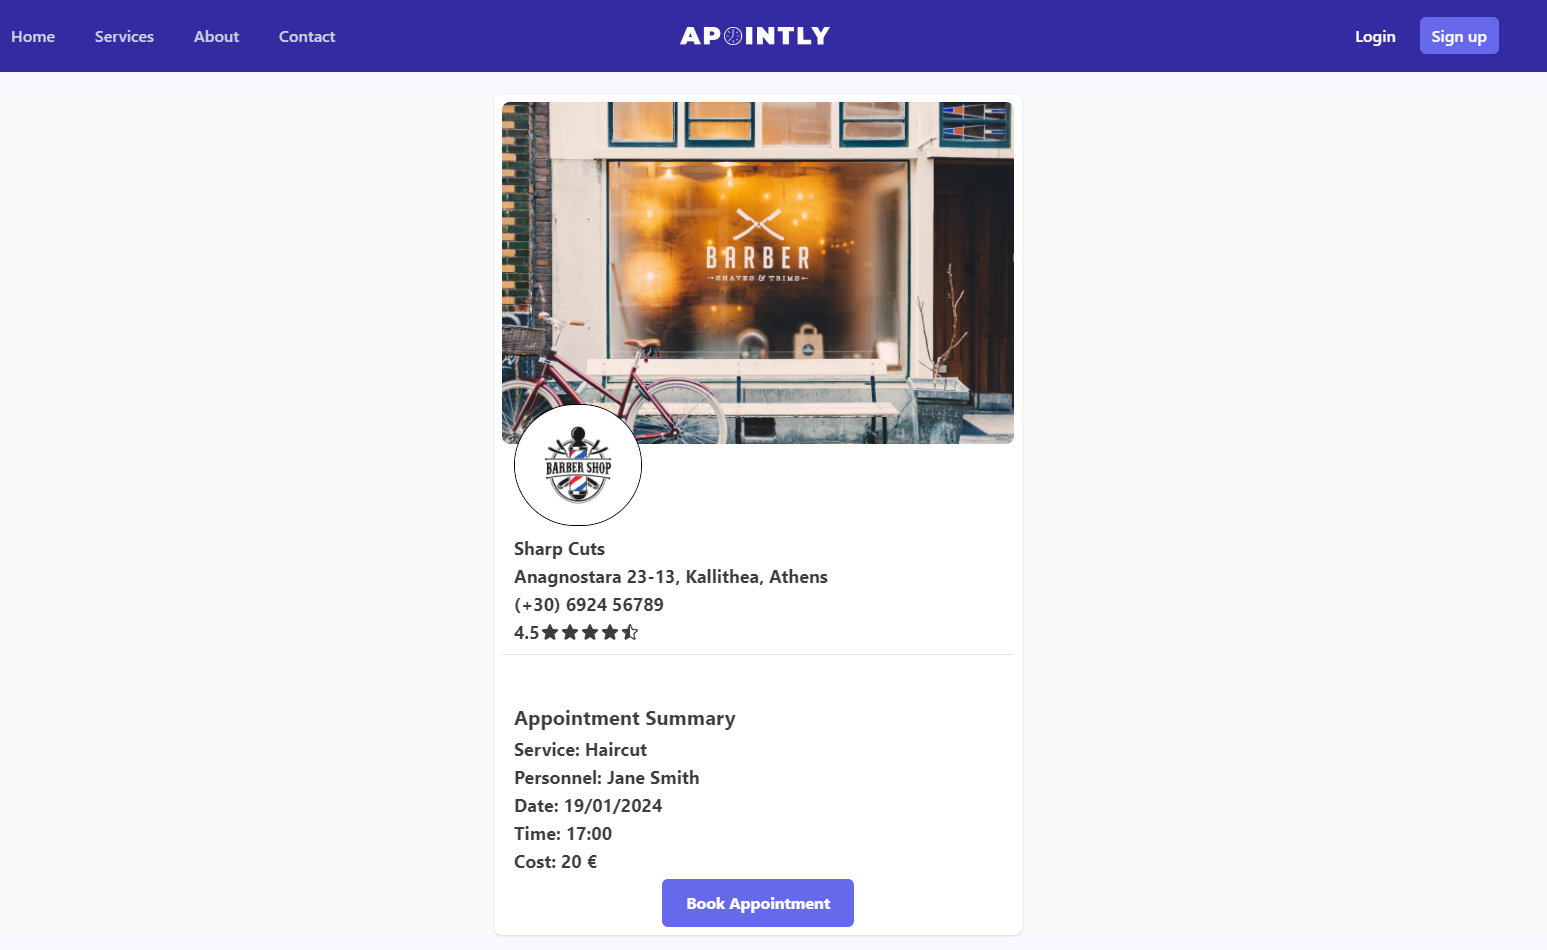 Home Services About Contact
APOINTLY
Login Sign up
BARBER
SHAVES & TRIMS
BARBER SHOP
Sharp Cuts
Anagnostara 23-13, Kallithea, Athens
(+30) 6924 56789
4.5
Appointment Summary
Service: Haircut
Personnel: Jane Smith
Date: 19/01/2024
Time: 17:00
Cost: 20 €
Book Appointment